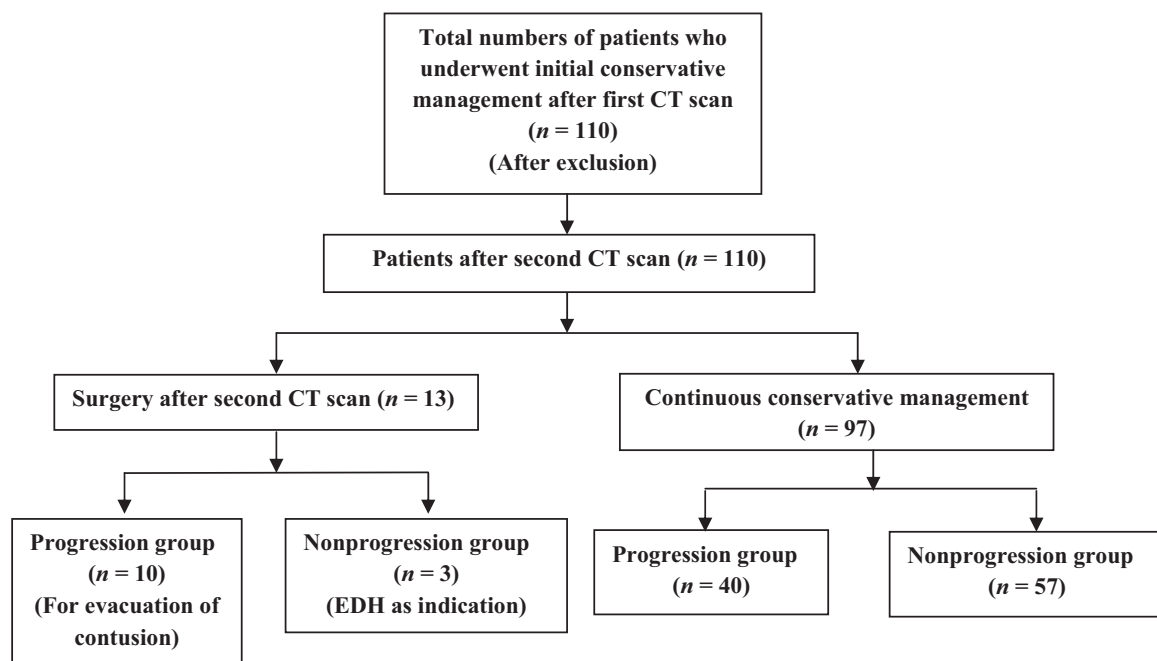 Total numbers of patients who
underwent initial conservative
management after first CT scan
(n = 110)
(After exclusion)
Patients after second CT scan (n = 110)
Surgery after second CT scan (n = 13)
Continuous conservative management
(n = 97)
Progression group
(n = 10)
(For evacuation of
contusion)
Nonprogression group
(n = 3)
(EDH as indication)
Progression group
(n = 40)
Nonprogression group
(n = 57)